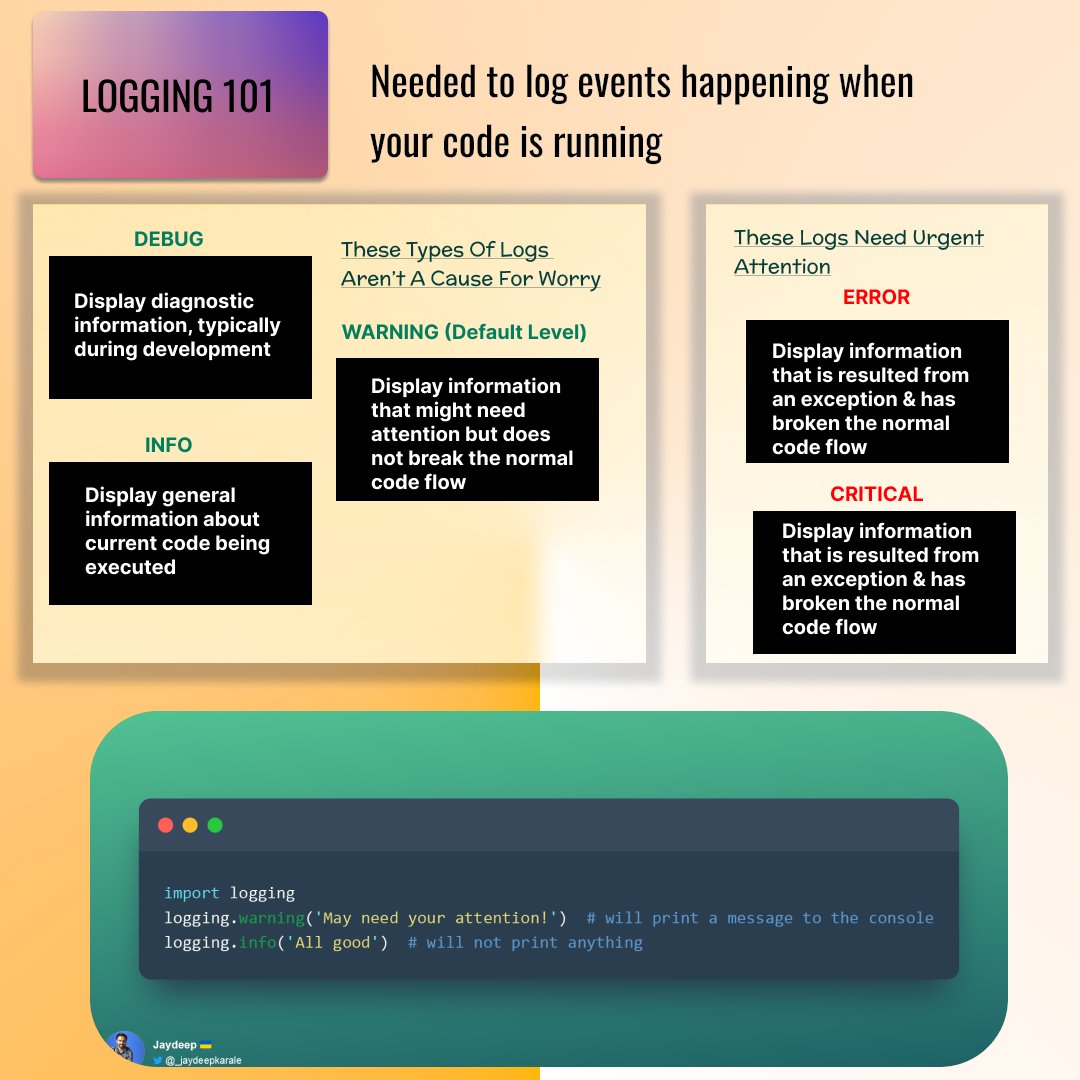 LOGGING 101
Needed to log events happening when
your code is running
DEBUG
Display diagnostic
information, typically
during development
INFO
Display general
information about
current code being
executed
These Types Of Logs
Aren't A Cause For Worry
WARNING (Default Level)
Display information
that might need
attention but does
not break the normal
code flow
These Logs Need Urgent
Attention
ERROR
Display information
that is resulted from
an exception & has
broken the normal
code flow
CRITICAL
Display information
that is resulted from
an exception & has
broken the normal
code flow
import logging
logging.warning('May need your attention!')  # will print a message to the console
logging.info('All good')  # will not print anything
Jaydeep
@_jaydeepkarale